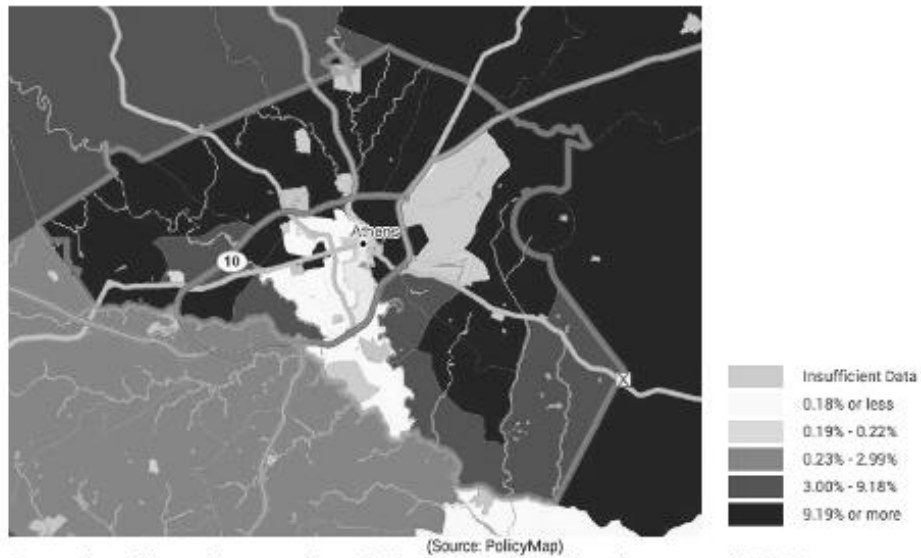 Athens
10
Insufficient Data
0.18% or less
0.19% - 0.22%
0.23% - 2.99%
3.00% - 9.18%
9.19% or more
(Source: PolicyMap)